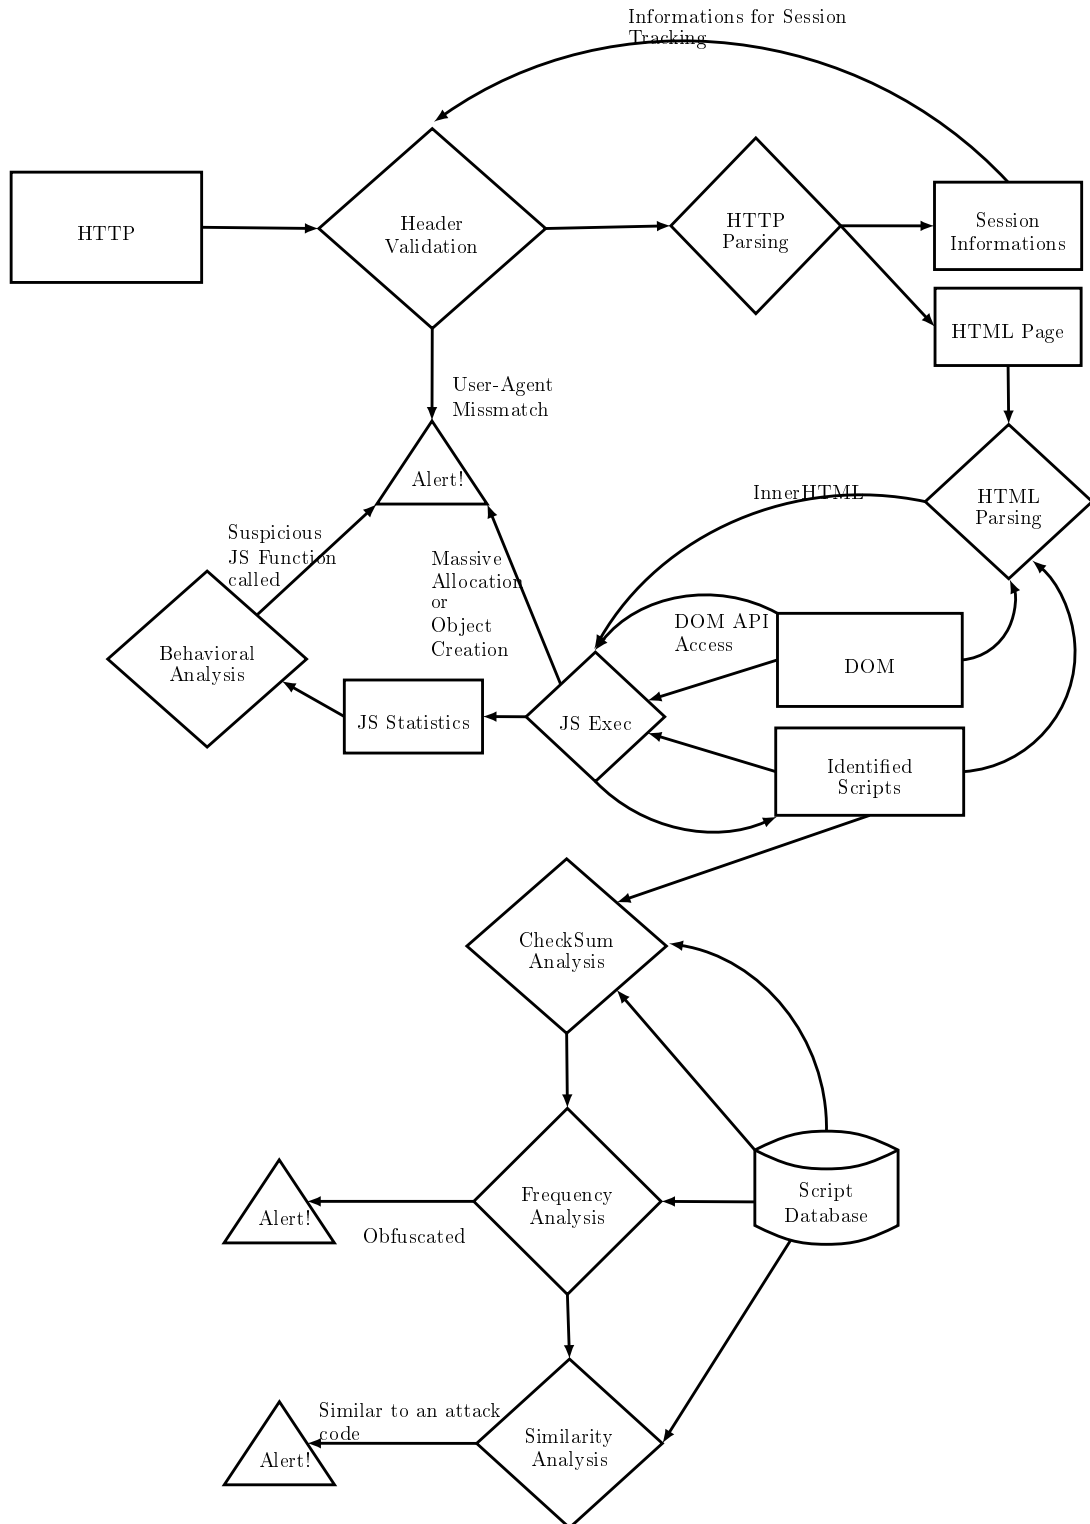 Informations for Session
Tracking
HTTP
Header
Validation
HTTP
Parsing
Session
Informations
HTML Page
User-Agent
Missmatch
Alert!
InnerHTML
HTML
Parsing
Suspicious
JS Function
called
Massive
Allocation
or
Object
Creation
DOM API
Access
DOM
Behavioral
Analysis
JS Statistics
JS Exec
Identified
Scripts
CheckSum
Analysis
Frequency
Analysis
Script
Database
Alert!
Obfuscated
Similar to an attack
code
Alert!
Similarity
Analysis